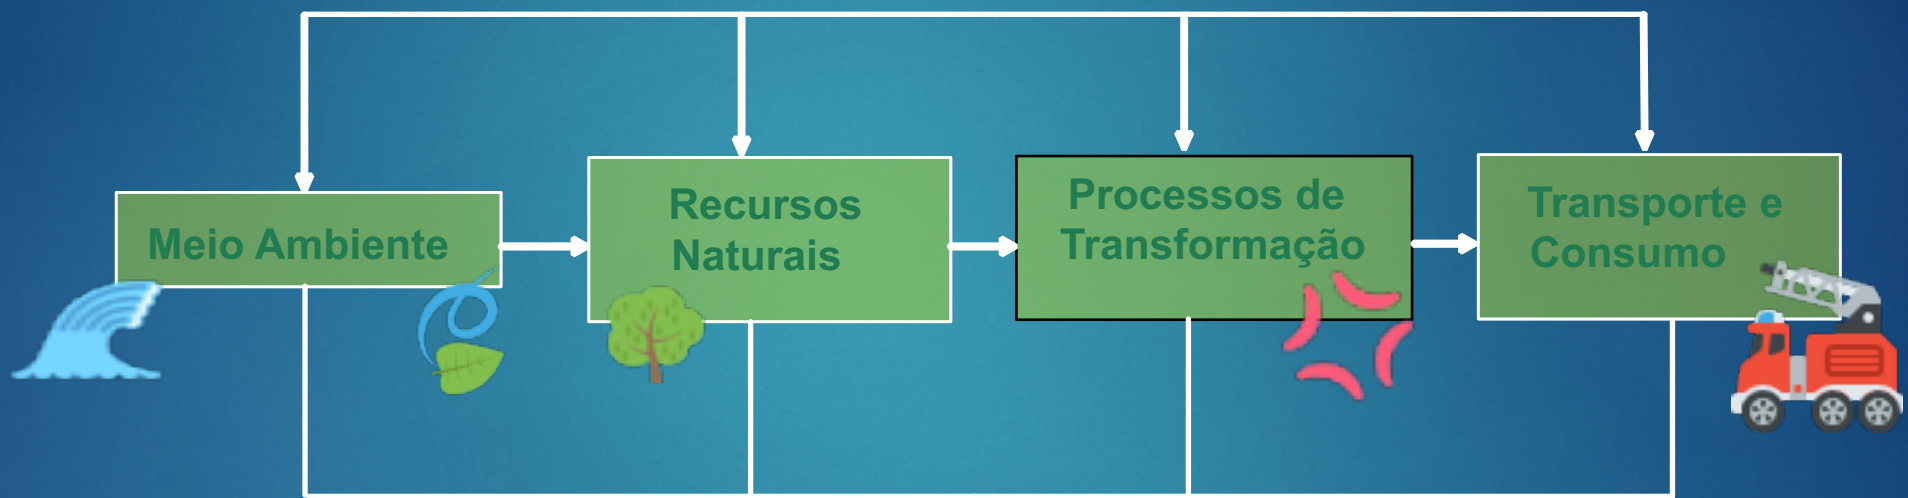 Meio Ambiente
Recursos
Naturais
Processos de
Transformação
Transporte e
Consumo